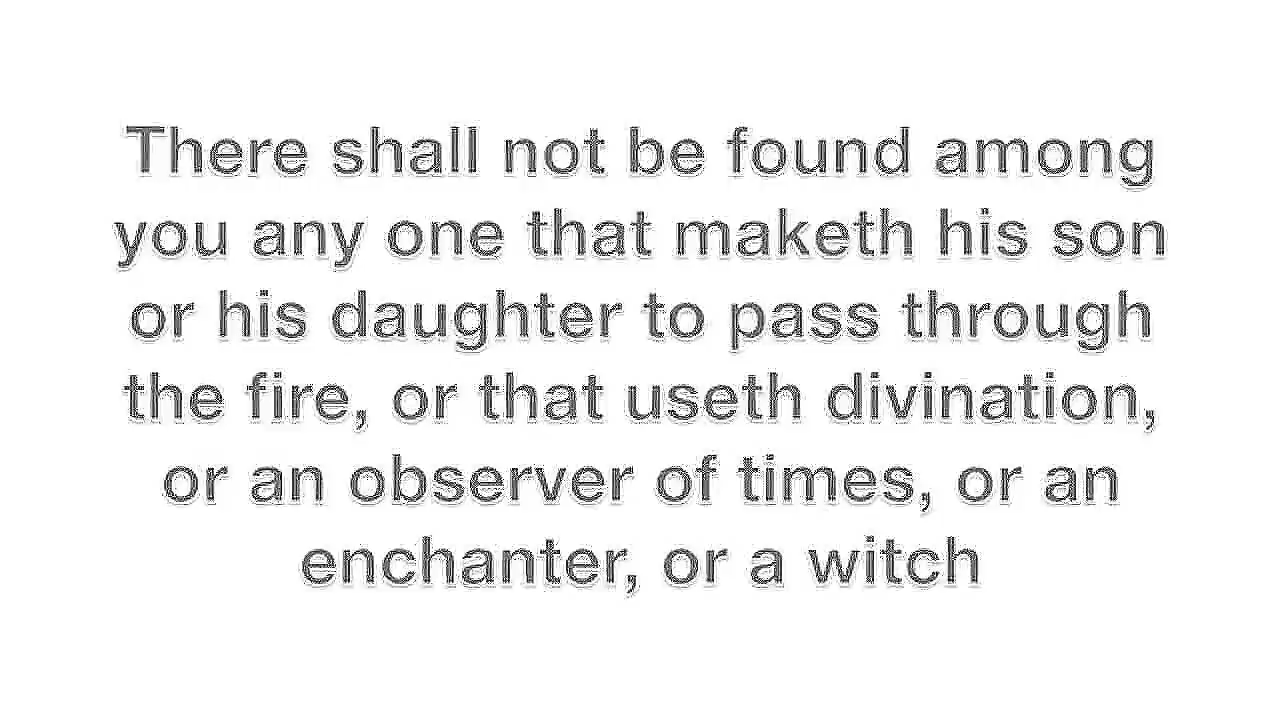 There shall not be found among
you any one that maketh his son
or his daughter to pass through
the fire, or that useth divination,
or an observer of times, or an
enchanter, or a witch